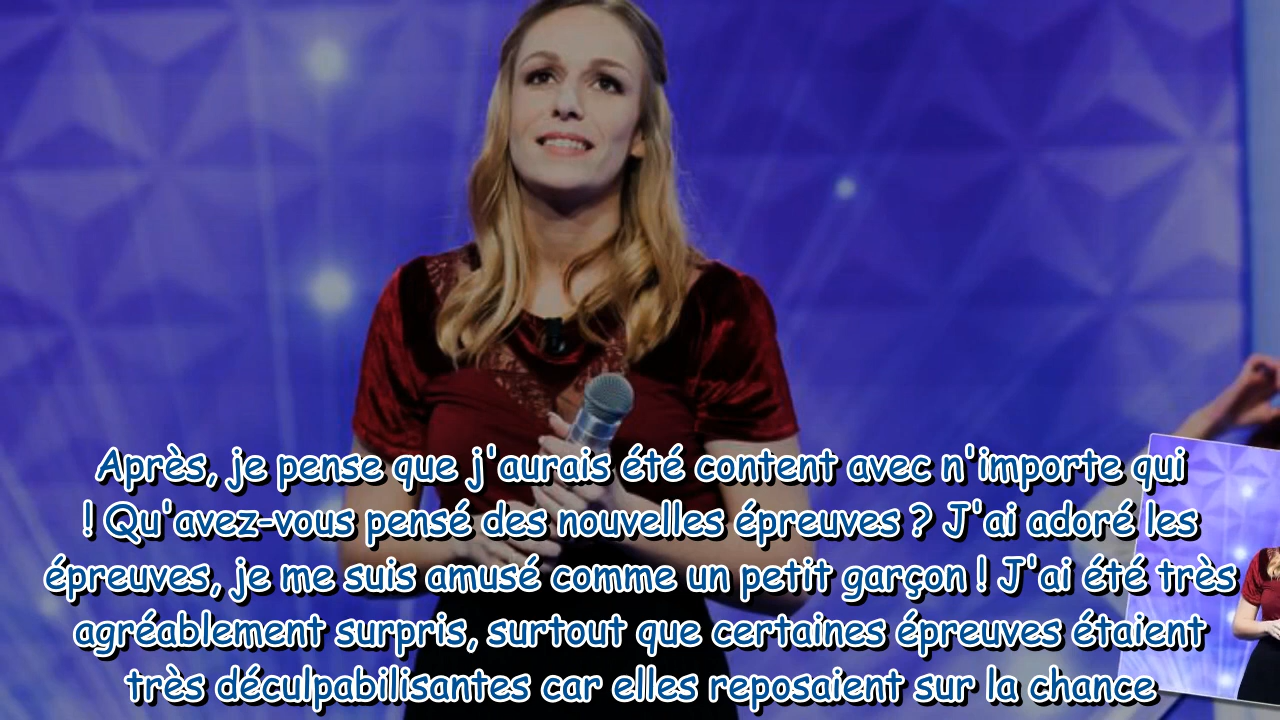 Après, je pense que j'aurais été content avec n'importe qui
! Qu'avez-vous pensé des nouvelles épreuves ? J'ai adoré les
épreuves, je me suis amusé comme un petit garçon ! J'ai été très
agréablement surpris, surtout que certaines épreuves étaient
très déculpabilisantes car elles reposaient sur la chance